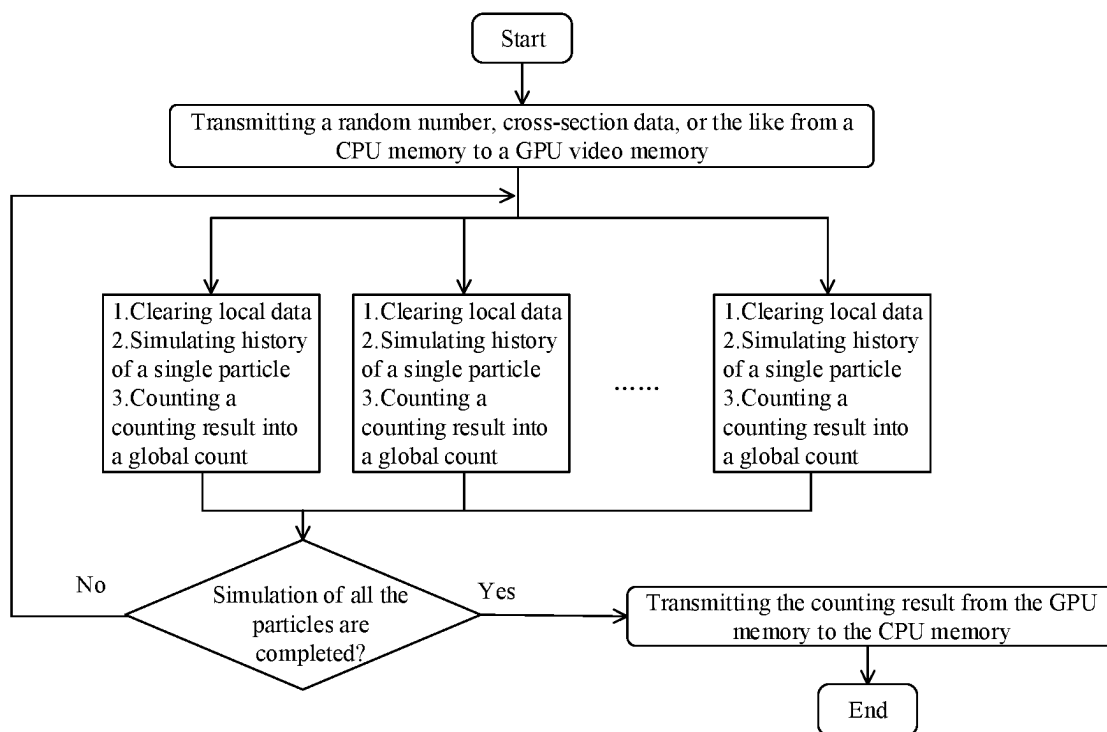 Start
Transmitting a random number, cross-section data, or the like from a
CPU memory to a GPU video memory
1.Clearing local data
2.Simulating history
of a single particle
3.Counting a
counting result into
a global count
1.Clearing local data
2.Simulating history
of a single particle
3.Counting a
counting result into
a global count
......
1.Clearing local data
2.Simulating history
of a single particle
3.Counting a
counting result into
a global count
No
Simulation of all the
particles are
completed?
Yes
Transmitting the counting result from the GPU
memory to the CPU memory
End